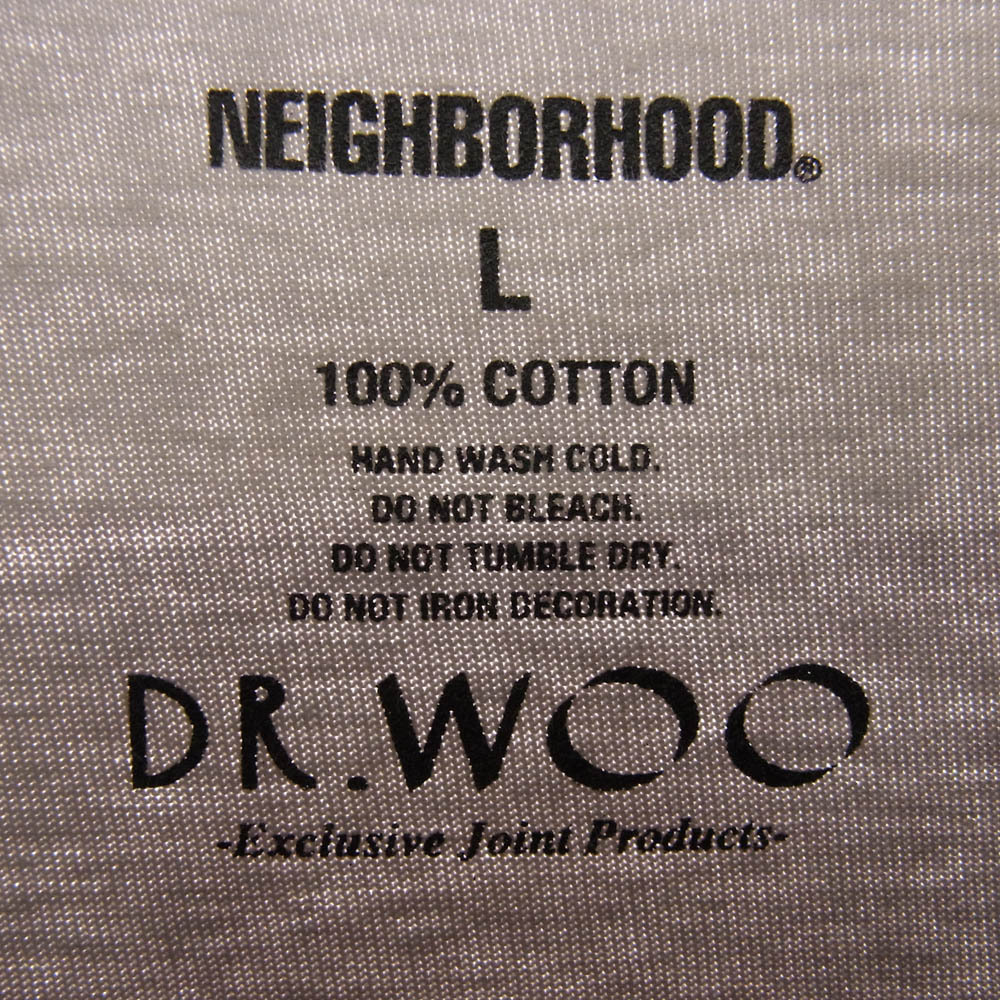 NEIGHBORHOOD®
L
100% COTTON
HAND WASH COLD.
DO NOT BLEACH.
DO NOT TUMBLE DRY.
DO NOT IRON DECORATION.
DR.WOO
-Exclusive Joint Products-